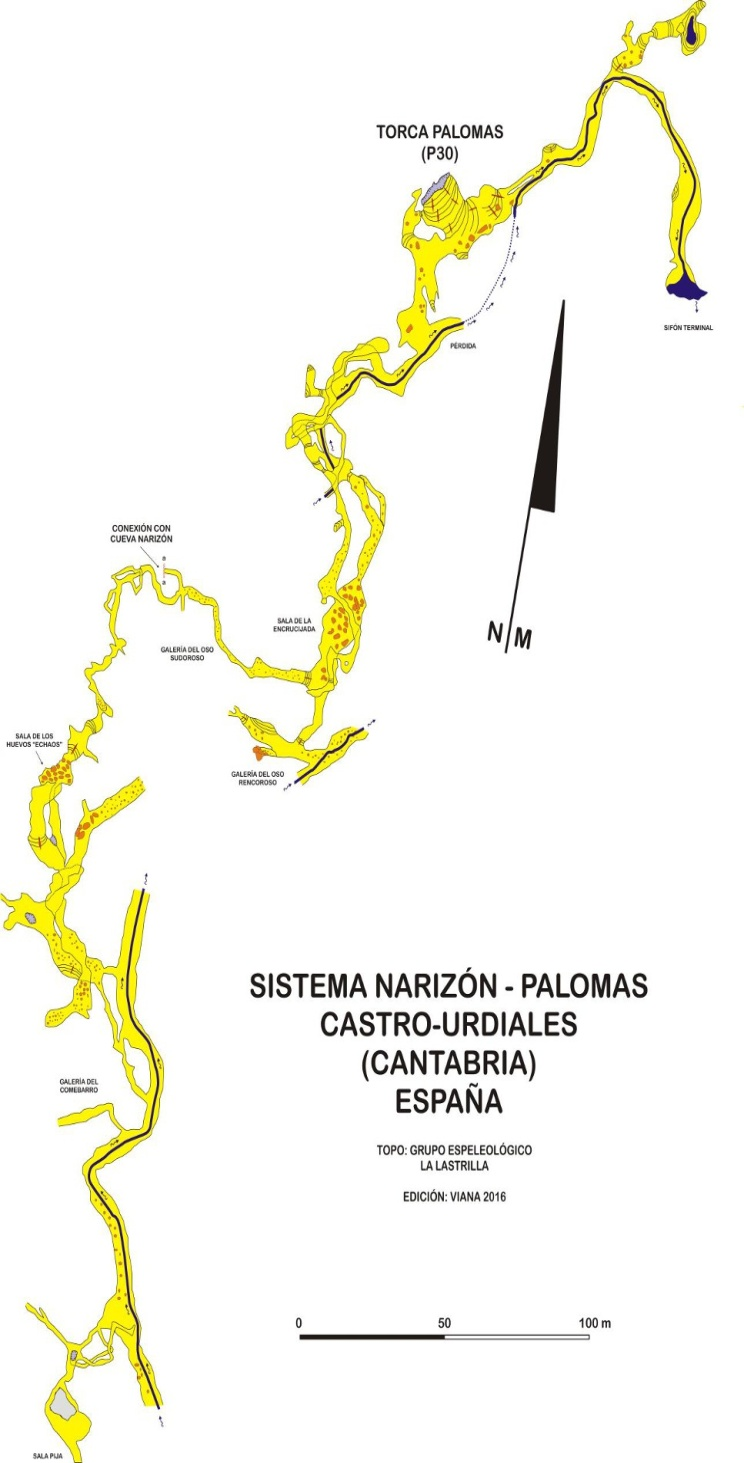 TORCA PALOMAS
(P30)
SIFÓN TERMINAL
PÉRDIDA
CONEXIÓN CON
CUEVA NARIZÓN
a
a
SALA DE LA
ENCRUCIJADA
GALERÍA DEL OSO
SUDOROSO
N/M
SALA DE LOS
HUEVOS "ECHAOS"
GALERÍA DEL OSO
RENCOROSO
SISTEMA NARIZÓN - PALOMAS
CASTRO-URDIALES
(CANTABRIA)
ESPAÑA
GALERÍA DEL
COMEBARRO
TOPO: GRUPO ESPELEOLÓGICO
LA LASTRILLA
EDICIÓN: VIANA 2016
0 50 100 m
SALA PIJA